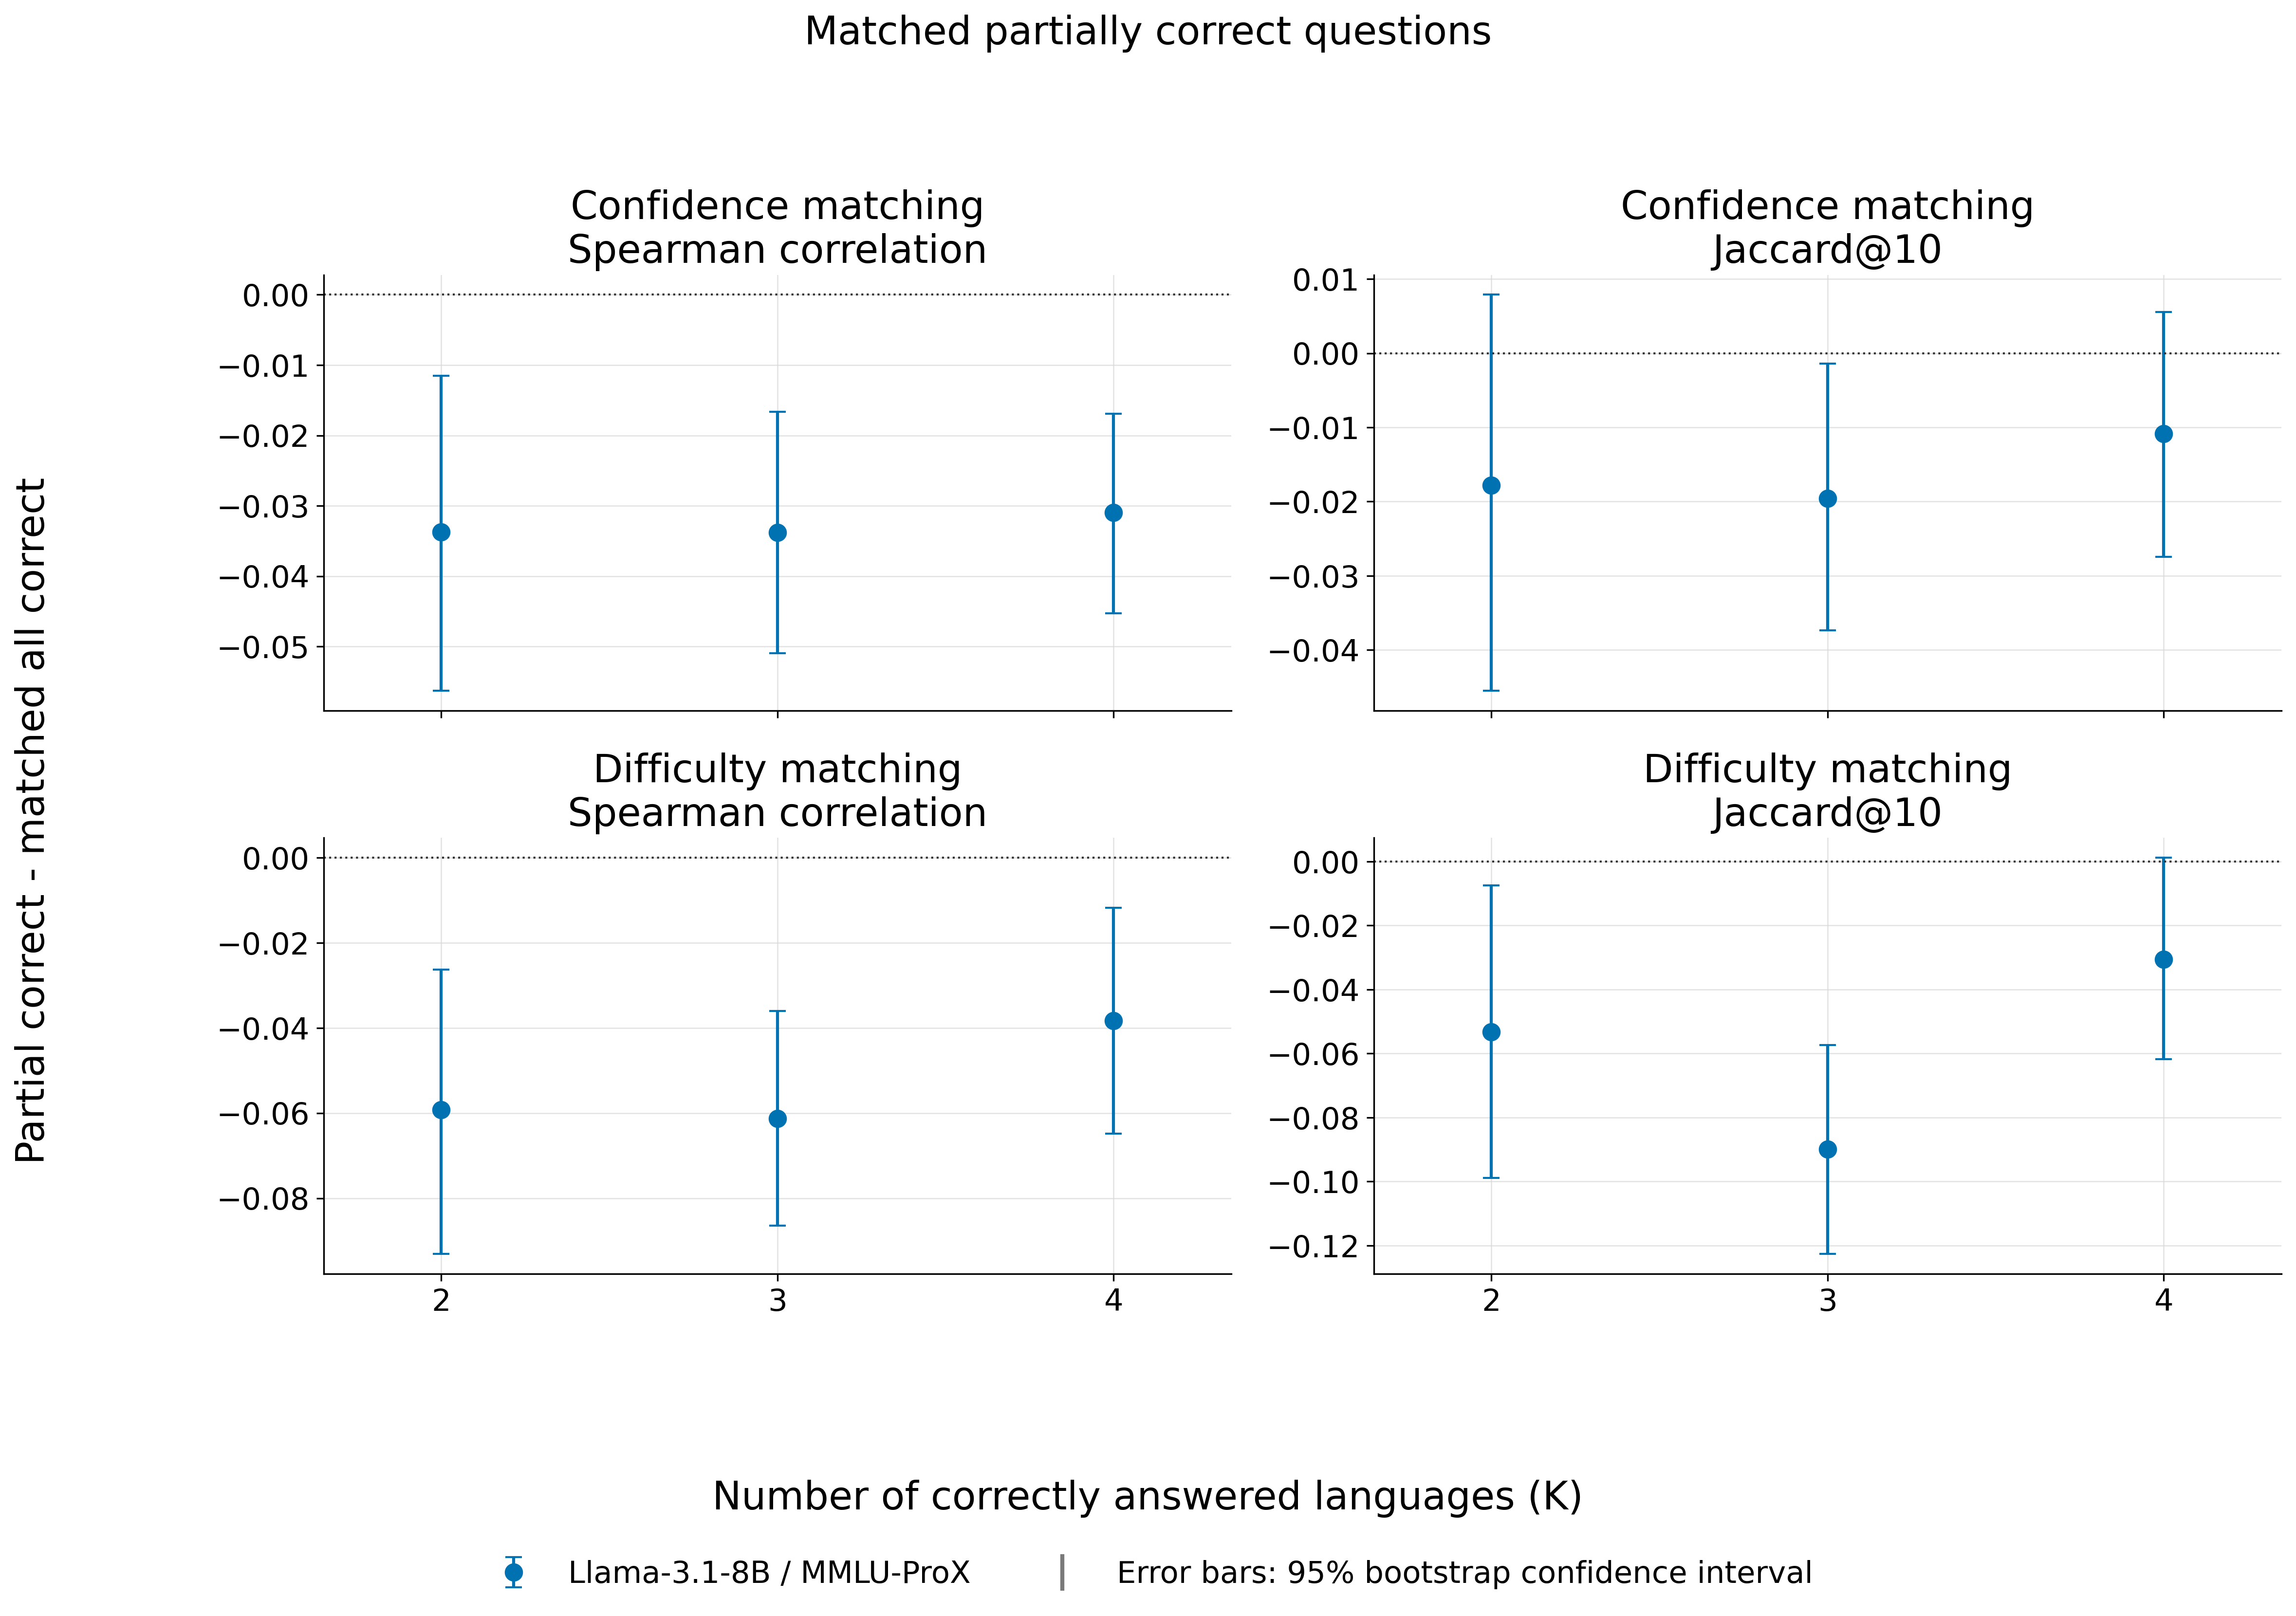 Matched partially correct questions
Confidence matching
Spearman correlation
0.00
−0.01
−0.02
−0.03
−0.04
−0.05
Confidence matching
Jaccard@10
0.01
0.00
−0.01
−0.02
−0.03
−0.04
Partial correct - matched all correct
Difficulty matching
Spearman correlation
0.00
−0.02
−0.04
−0.06
−0.08
2
3
4
Difficulty matching
Jaccard@10
0.00
−0.02
−0.04
−0.06
−0.08
−0.10
−0.12
2
3
4
Number of correctly answered languages (K)
Llama-3.1-8B / MMLU-ProX
Error bars: 95% bootstrap confidence interval